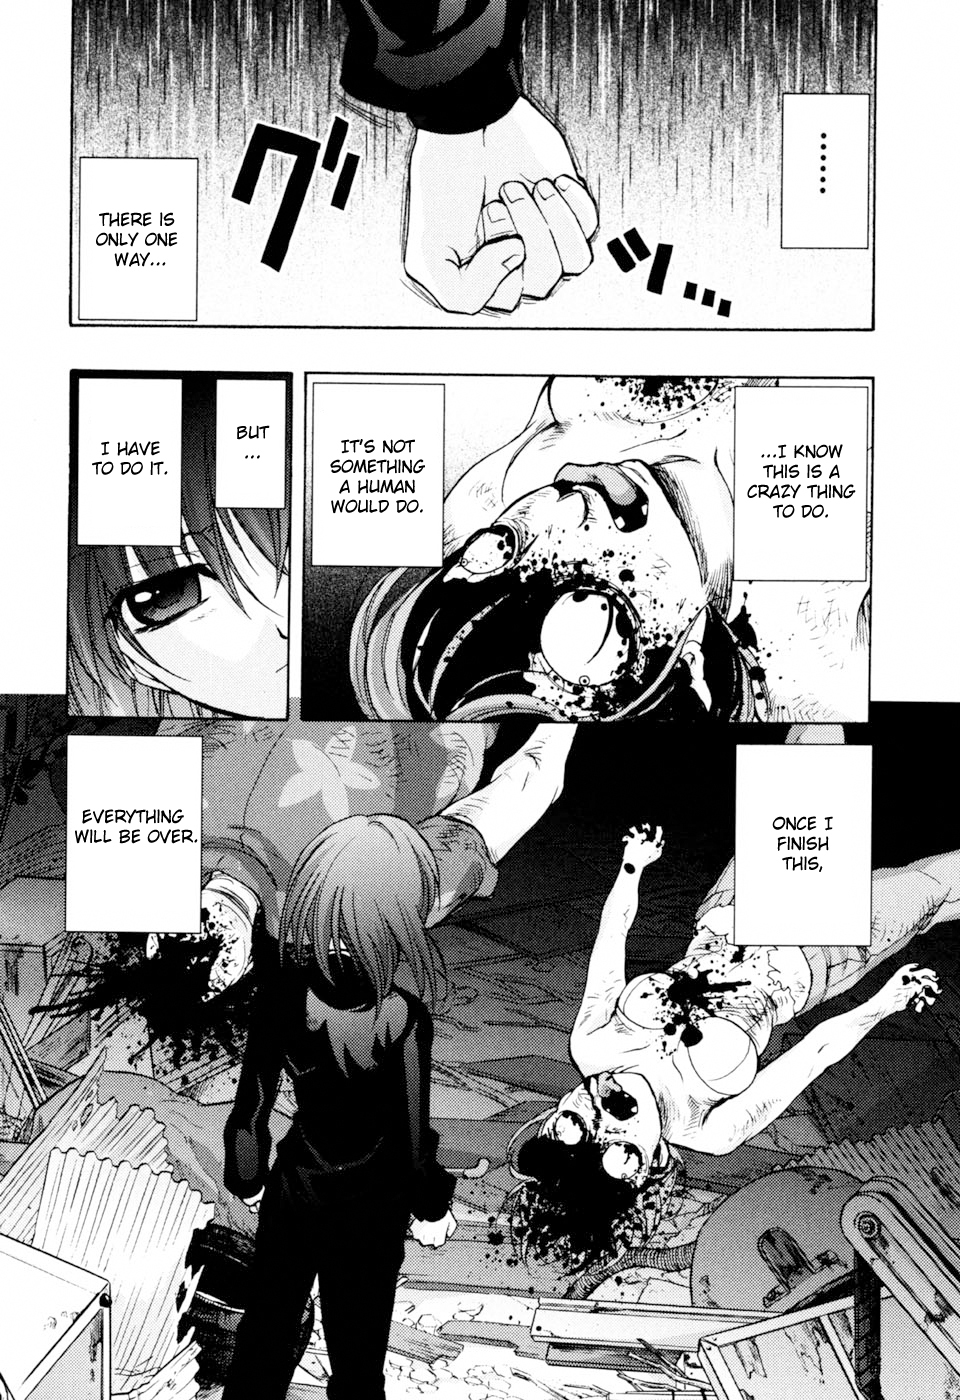 ......
グッ...
THERE IS
ONLY ONE
WAY...
...I KNOW
THIS IS A
CRAZY THING
TO DO.
IT'S NOT
SOMETHING
A HUMAN
WOULD DO.
BUT
...
I HAVE
TO DO IT.
ONCE I
FINISH
THIS,
EVERYTHING
WILL BE OVER.